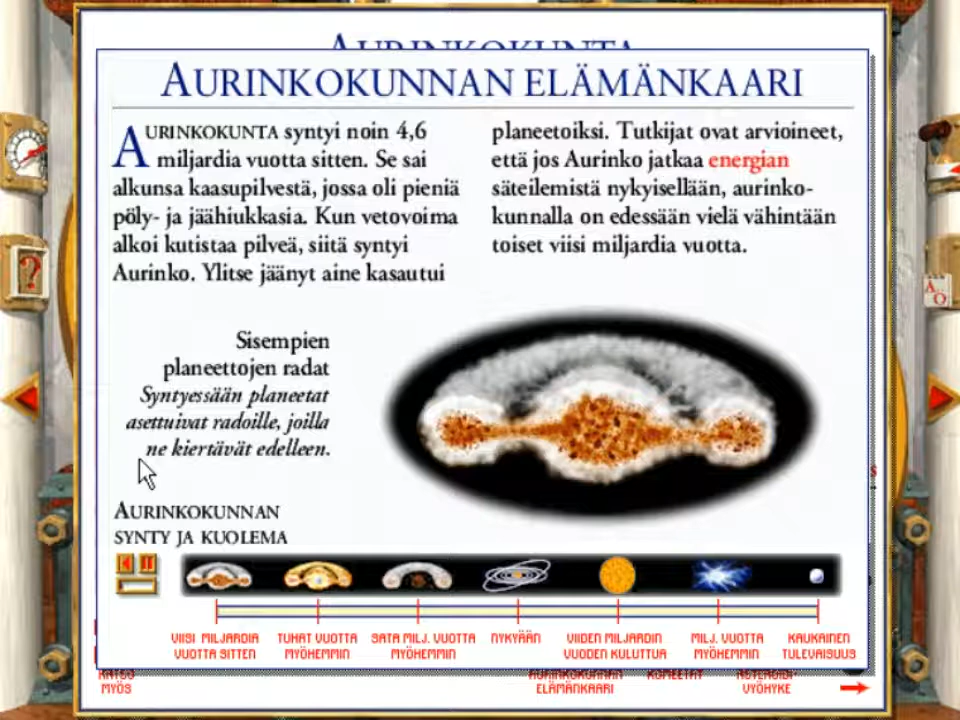 AURINKOKUNTA
AURINKOKUNNAN ELÄMÄNKAARI
AURINKOKUNTA syntyi noin 4,6
miljardia vuotta sitten. Se sai
alkunsa kaasupilvestä, jossa oli pieniä
pöly- ja jäähiukkasia. Kun vetovoima
alkoi kutistaa pilveä, siitä syntyi
Aurinko. Ylitse jäänyt aine kasautui
planeetoiksi. Tutkijat ovat arvioineet,
että jos Aurinko jatkaa energian
säteilemistä nykyisellään, aurinko-
kunnalla on edessään vielä vähintään
toiset viisi miljardia vuotta.
Sisempien
planeettojen radat
Syntyessään planeetat
asettuivat radoille, joilla
ne kiertävät edelleen.
AURINKOKUNNAN
SYNTY JA KUOLEMA
VIISI MILJARDIA
VUOTTA SITTEN
TUHAT VUOTTA
MYÖHEMMIN
SATA MILJ. VUOTTA
MYÖHEMMIN
NYKYÄÄN
VIIDEN MILJARDIN
VUODEN KULUTTUA
MILJ. VUOTTA
MYÖHEMMIN
KAUKAINEN
TULEVAISUUS
KATSO
MYÖS
AURINKOKUNNAN
ELÄMÄNKAARI
KOMEETAT
ASTEROIDI-
VYÖHYKE
?
A...
O